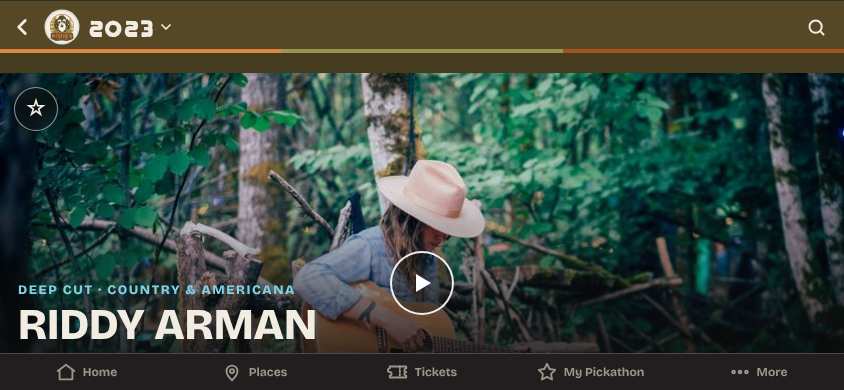 2023
DEEP CUT · COUNTRY & AMERICANA
RIDDY ARMAN
Home
Places
Tickets
My Pickathon
More